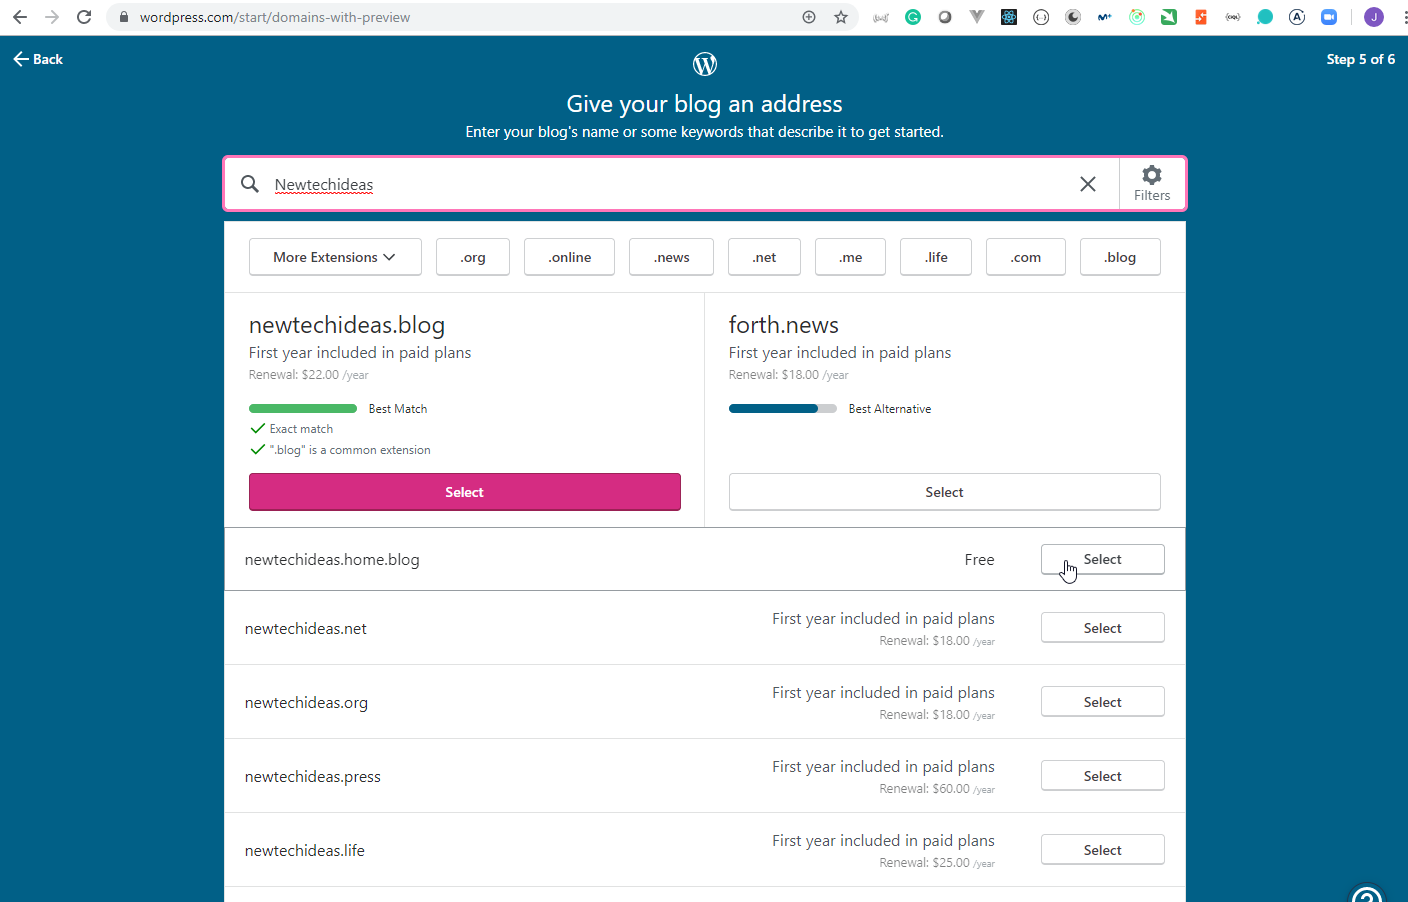 wordpress.com/start/domains-with-preview
J
Back
Step 5 of 6
Give your blog an address
Enter your blog's name or some keywords that describe it to get started.
Newtechideas
Filters
More Extensions
.org
.online
.news
.net
.me
.life
.com
.blog
newtechideas.blog
First year included in paid plans
Renewal: $22.00 /year
Best Match
Exact match
".blog" is a common extension
Select
forth.news
First year included in paid plans
Renewal: $18.00 /year
Best Alternative
Select
newtechideas.home.blog
Free
Select
newtechideas.net
First year included in paid plans
Renewal: $18.00 /year
Select
newtechideas.org
First year included in paid plans
Renewal: $18.00 /year
Select
newtechideas.press
First year included in paid plans
Renewal: $60.00 /year
Select
newtechideas.life
First year included in paid plans
Renewal: $25.00 /year
Select